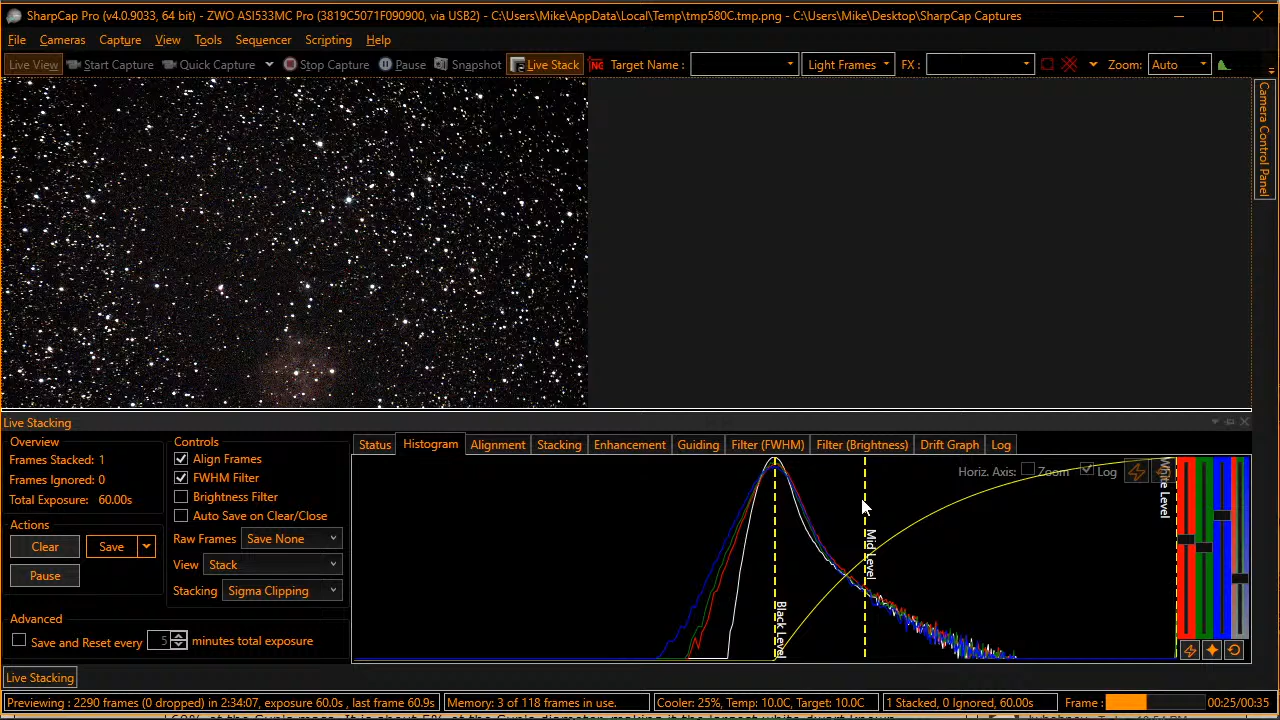 SharpCap Pro (v4.0.9033, 64 bit) - ZWO ASI533MC Pro (3819C5071F090900, via USB2) - C:\Users\Mike\AppData\Local\Temp\tmp580C.tmp.png - C:\Users\Mike\Desktop\SharpCap Captures
File Cameras Capture View Tools Sequencer Scripting Help
Live View Start Capture Quick Capture Stop Capture Pause Snapshot Live Stack NC Target Name : Light Frames FX : Zoom: Auto
Camera Control Panel
Live Stacking
Overview
Frames Stacked: 1
Frames Ignored: 0
Total Exposure: 60.00s
Actions
Clear Save
Pause
Controls
Align Frames
FWHM Filter
Brightness Filter
Auto Save on Clear/Close
Raw Frames Save None
View Stack
Stacking Sigma Clipping
Advanced
Save and Reset every 5 minutes total exposure
Status Histogram Alignment Stacking Enhancement Guiding Filter (FWHM) Filter (Brightness) Drift Graph Log
Horiz. Axis: Zoom Log
Black Level
Mid Level
White Level
Live Stacking
Previewing : 2290 frames (0 dropped) in 2:34:07, exposure 60.0s , last frame 60.9s Memory: 3 of 118 frames in use. Cooler: 25%, Temp: 10.0C, Target: 10.0C 1 Stacked, 0 Ignored, 60.00s Frame : 00:25/00:35